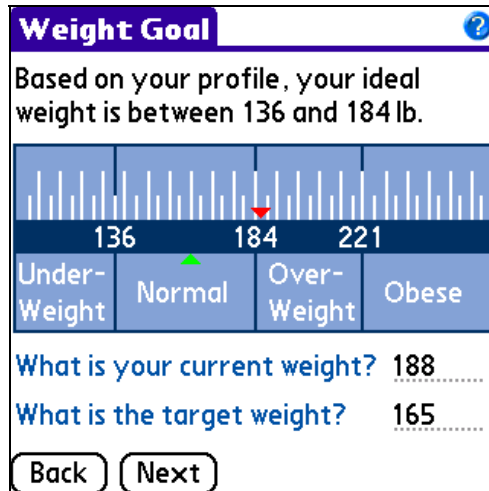 Weight Goal ?
Based on your profile, your ideal
weight is between 136 and 184 lb.
136 184 221
Under-Weight Normal Over-Weight Obese
What is your current weight? 188
What is the target weight? 165
Back Next